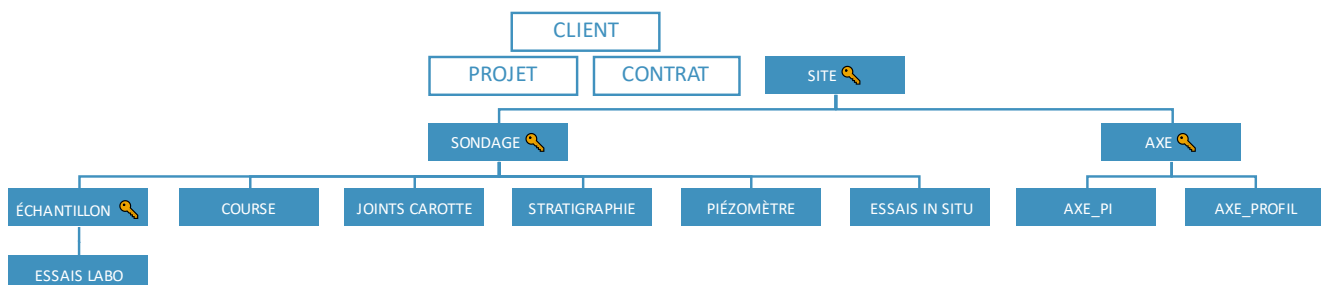 CLIENT
PROJET
CONTRAT
SITE
SONDAGE
AXE
ÉCHANTILLON
COURSE
JOINTS CAROTTE
STRATIGRAPHIE
PIÉZOMÈTRE
ESSAIS IN SITU
AXE_PI
AXE_PROFIL
ESSAIS LABO